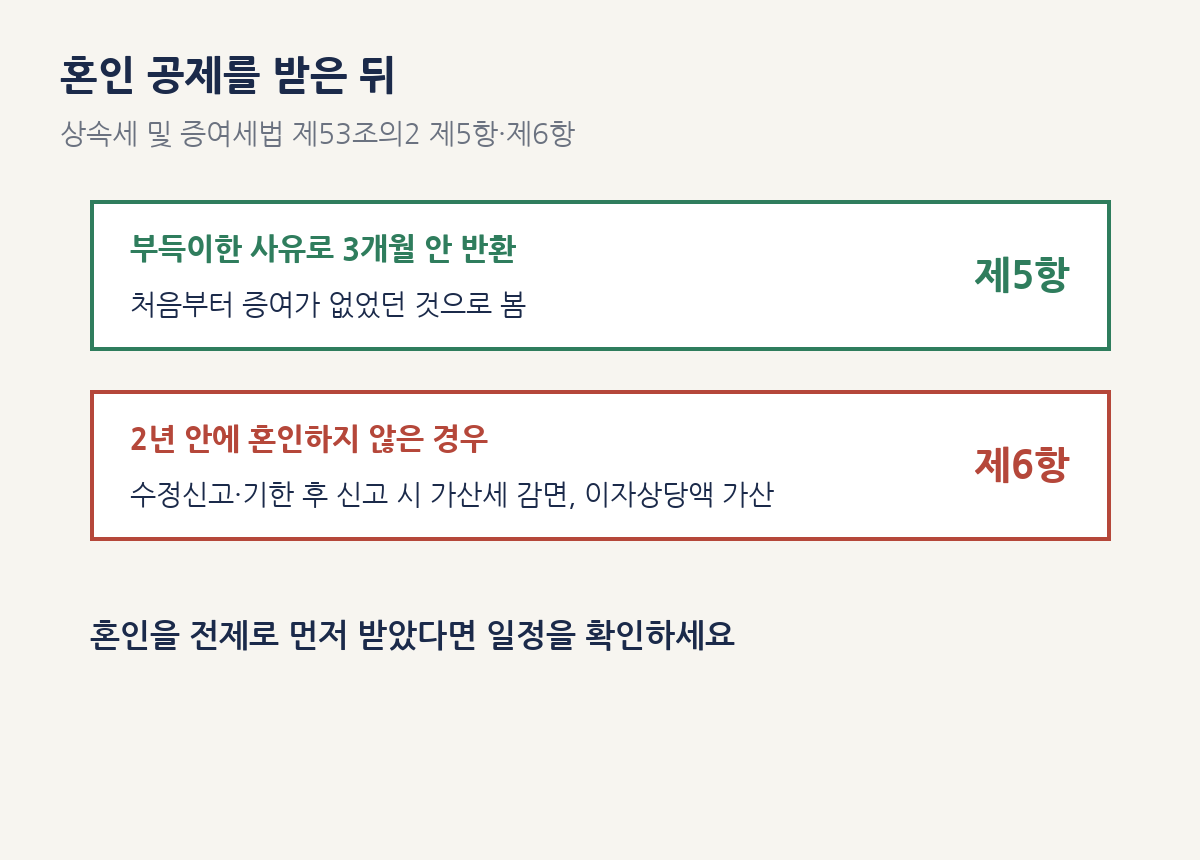 혼인 공제를 받은 뒤
상속세 및 증여세법 제53조의2 제5항·제6항
부득이한 사유로 3개월 안 반환
처음부터 증여가 없었던 것으로 봄
제5항
2년 안에 혼인하지 않은 경우
수정신고·기한 후 신고 시 가산세 감면, 이자상당액 가산
제6항
혼인을 전제로 먼저 받았다면 일정을 확인하세요